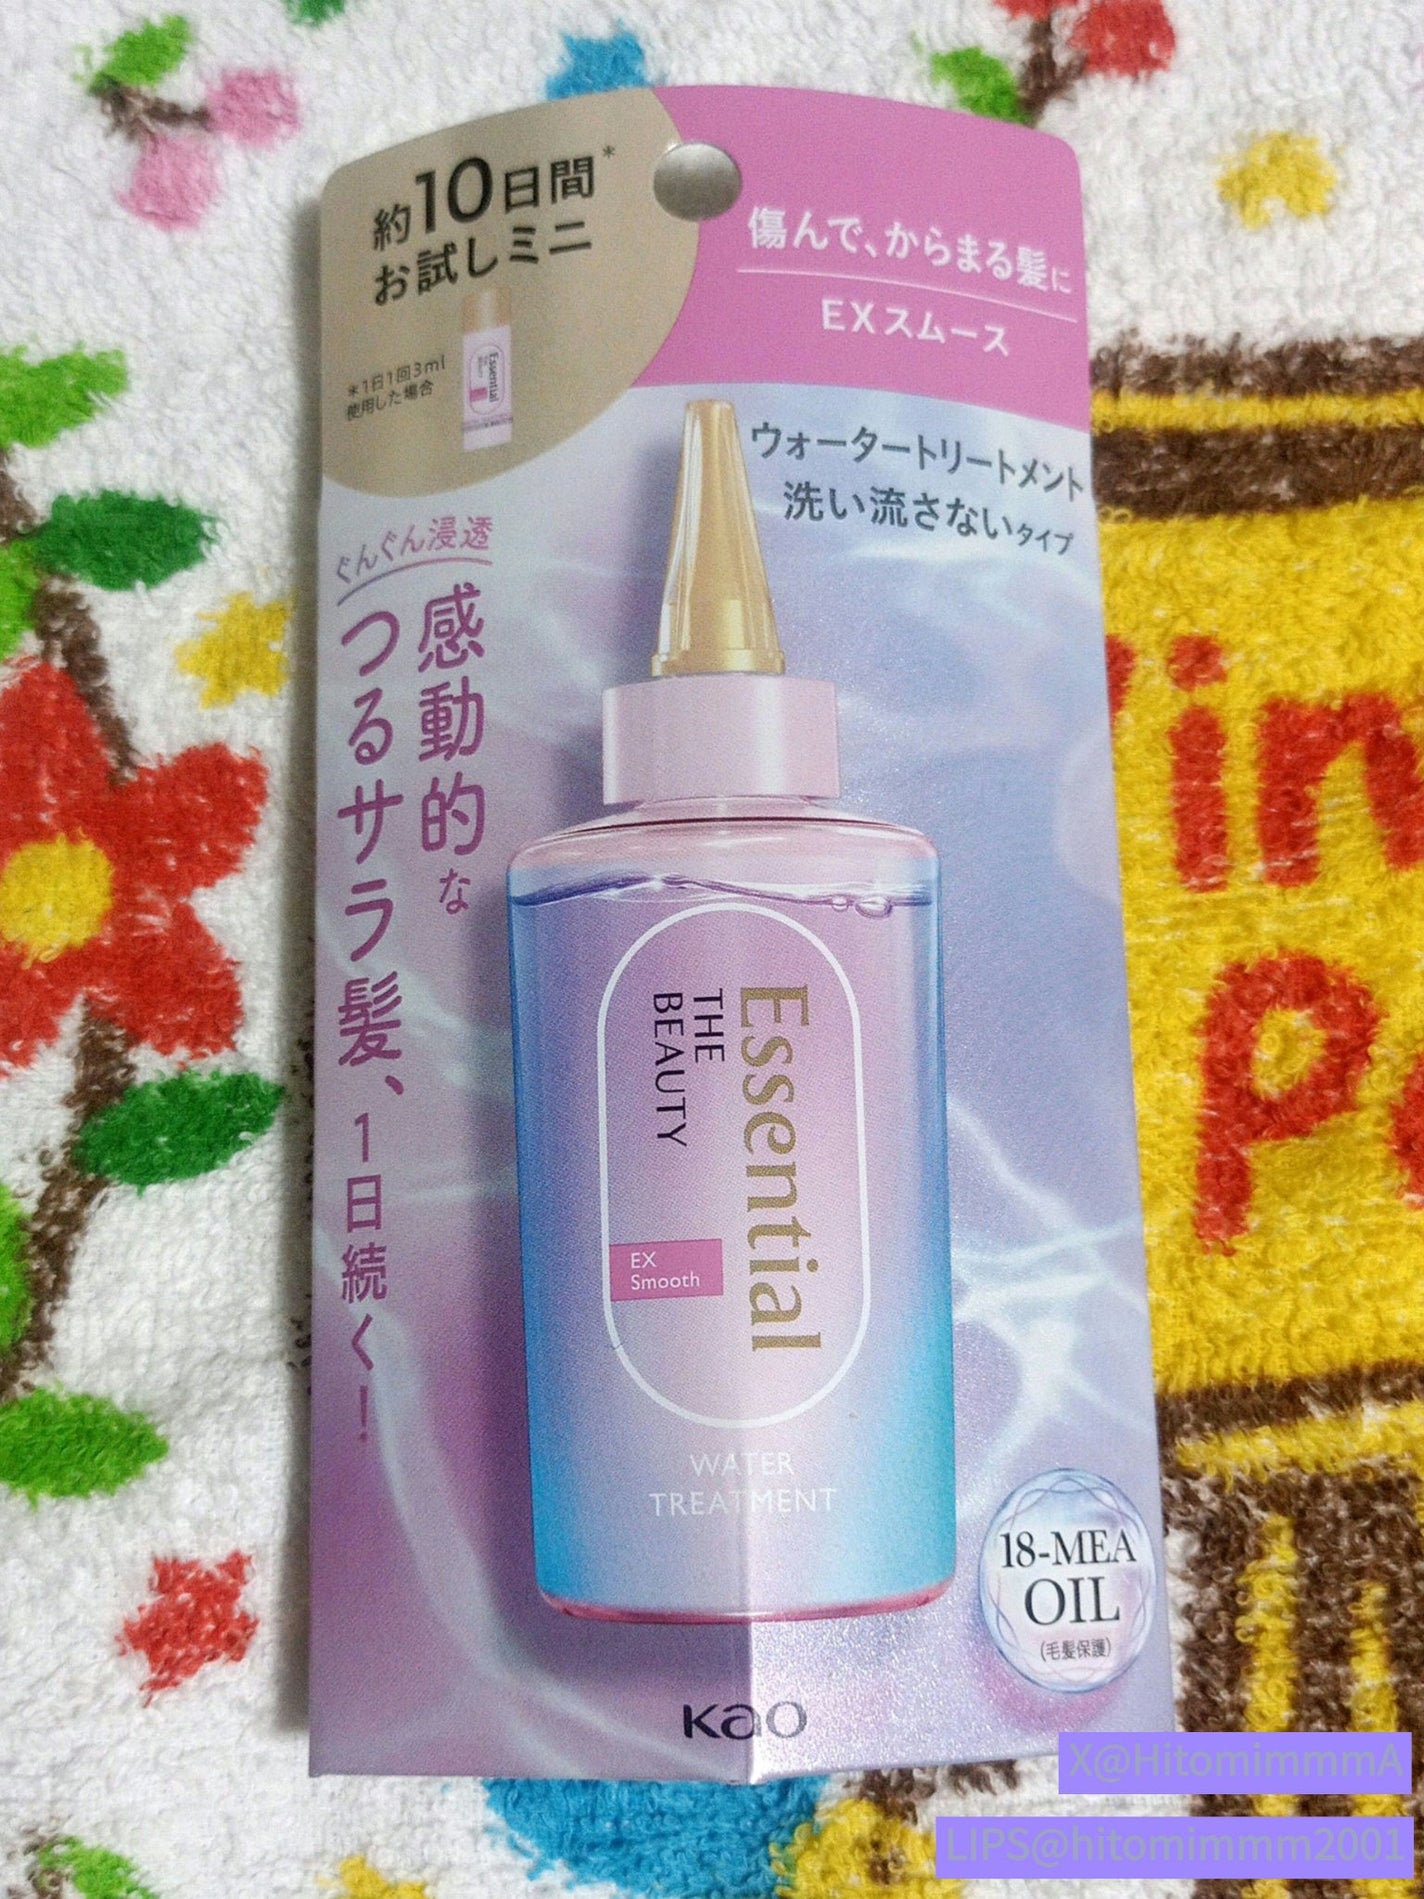 約10日間*
お試しミニ
*1日1回3ml
使用した場合
Essential
傷んで、からまる髪に
EXスムース
ウォータートリートメント
洗い流さないタイプ
ぐんぐん浸透
感動的な
つるサラ髪、1日続く!
Essential
THE
BEAUTY
EX
Smooth
WATER
TREATMENT
18-MEA
OIL
(毛髪保護)
Kao
in
P
X@HitomimmmA
LIPS@hitomimmm2001